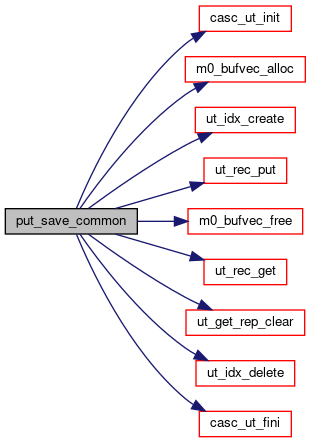 casc_ut_init
m0_bufvec_alloc
ut_idx_create
ut_rec_put
put_save_common
m0_bufvec_free
ut_rec_get
ut_get_rep_clear
ut_idx_delete
casc_ut_fini